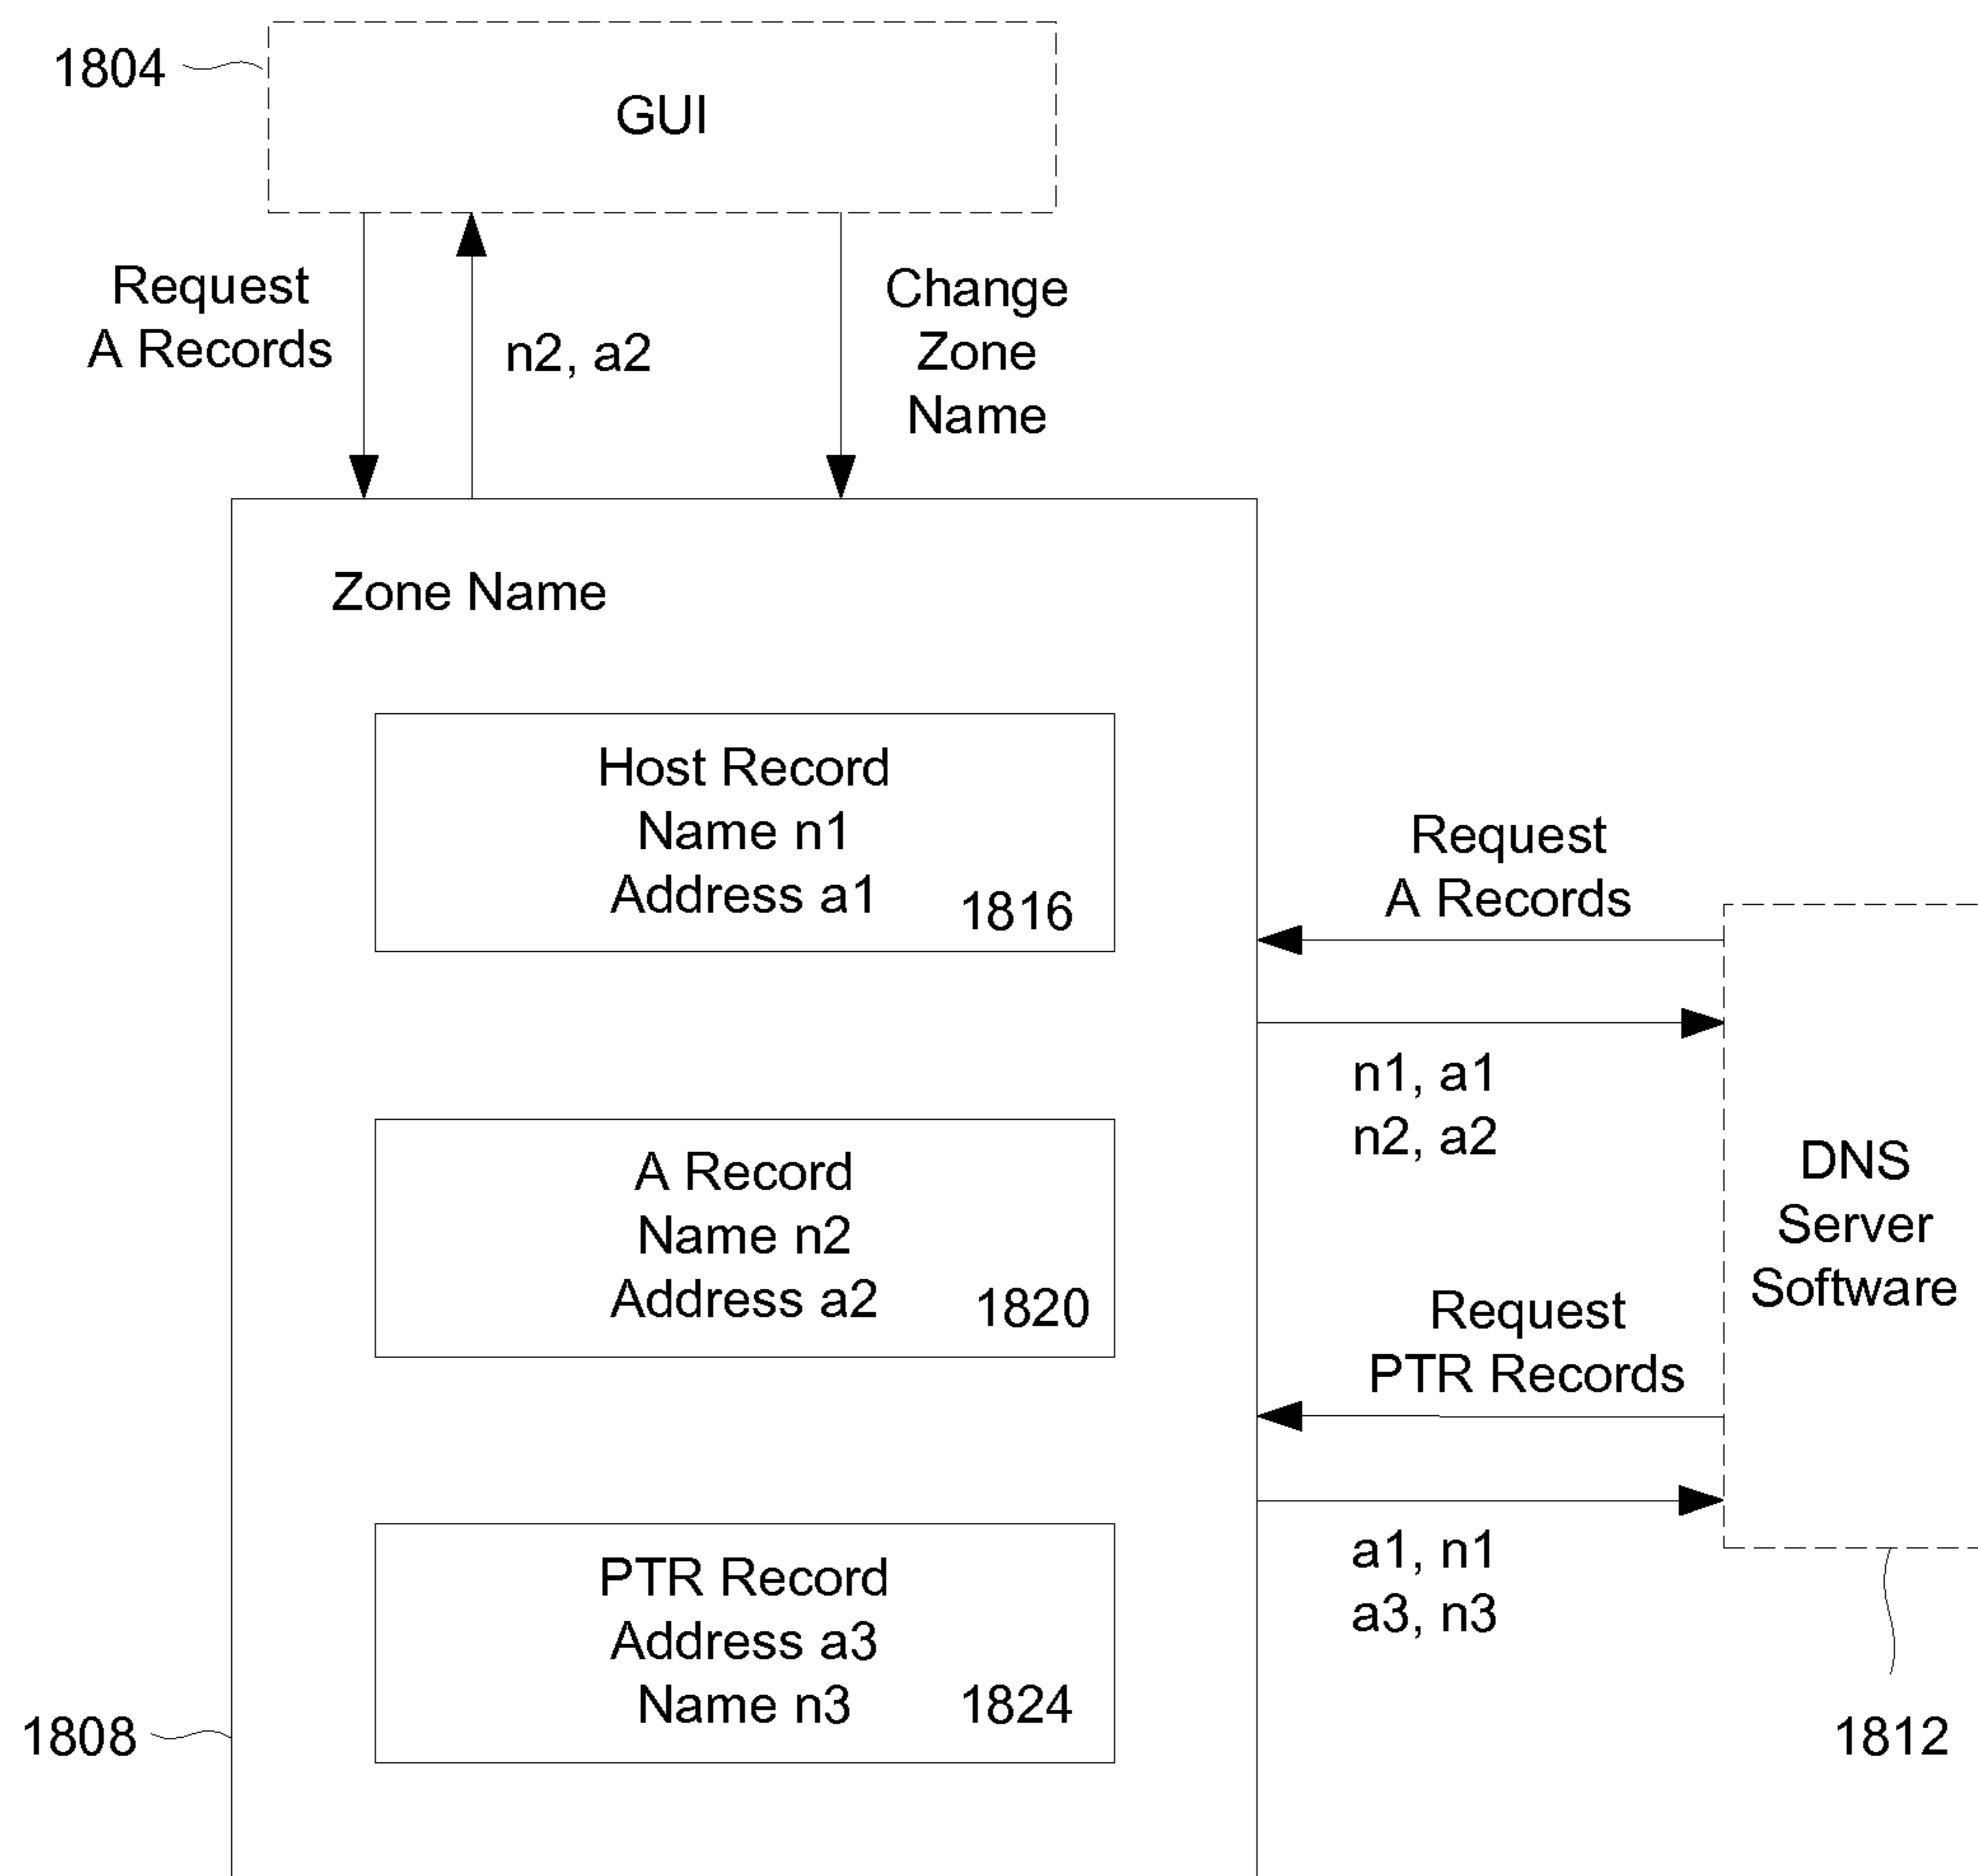 1804
GUI
Request
A Records
n2, a2
Change
Zone
Name
Zone Name
Host Record
Name n1
Address a1
1816
Request
A Records
n1, a1
n2, a2
A Record
Name n2
Address a2
1820
DNS
Server
Software
Request
PTR Records
a1, n1
a3, n3
PTR Record
Address a3
Name n3
1824
1808
1812